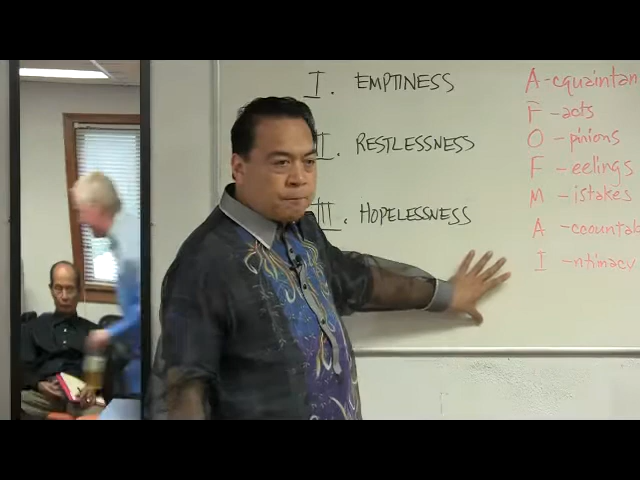 I. EMPTINESS
II. RESTLESSNESS
III. HOPELESSNESS
A-cquaintan
F-acts
O-pinions
F-eelings
M-istakes
A-ccountab
I-ntimacy